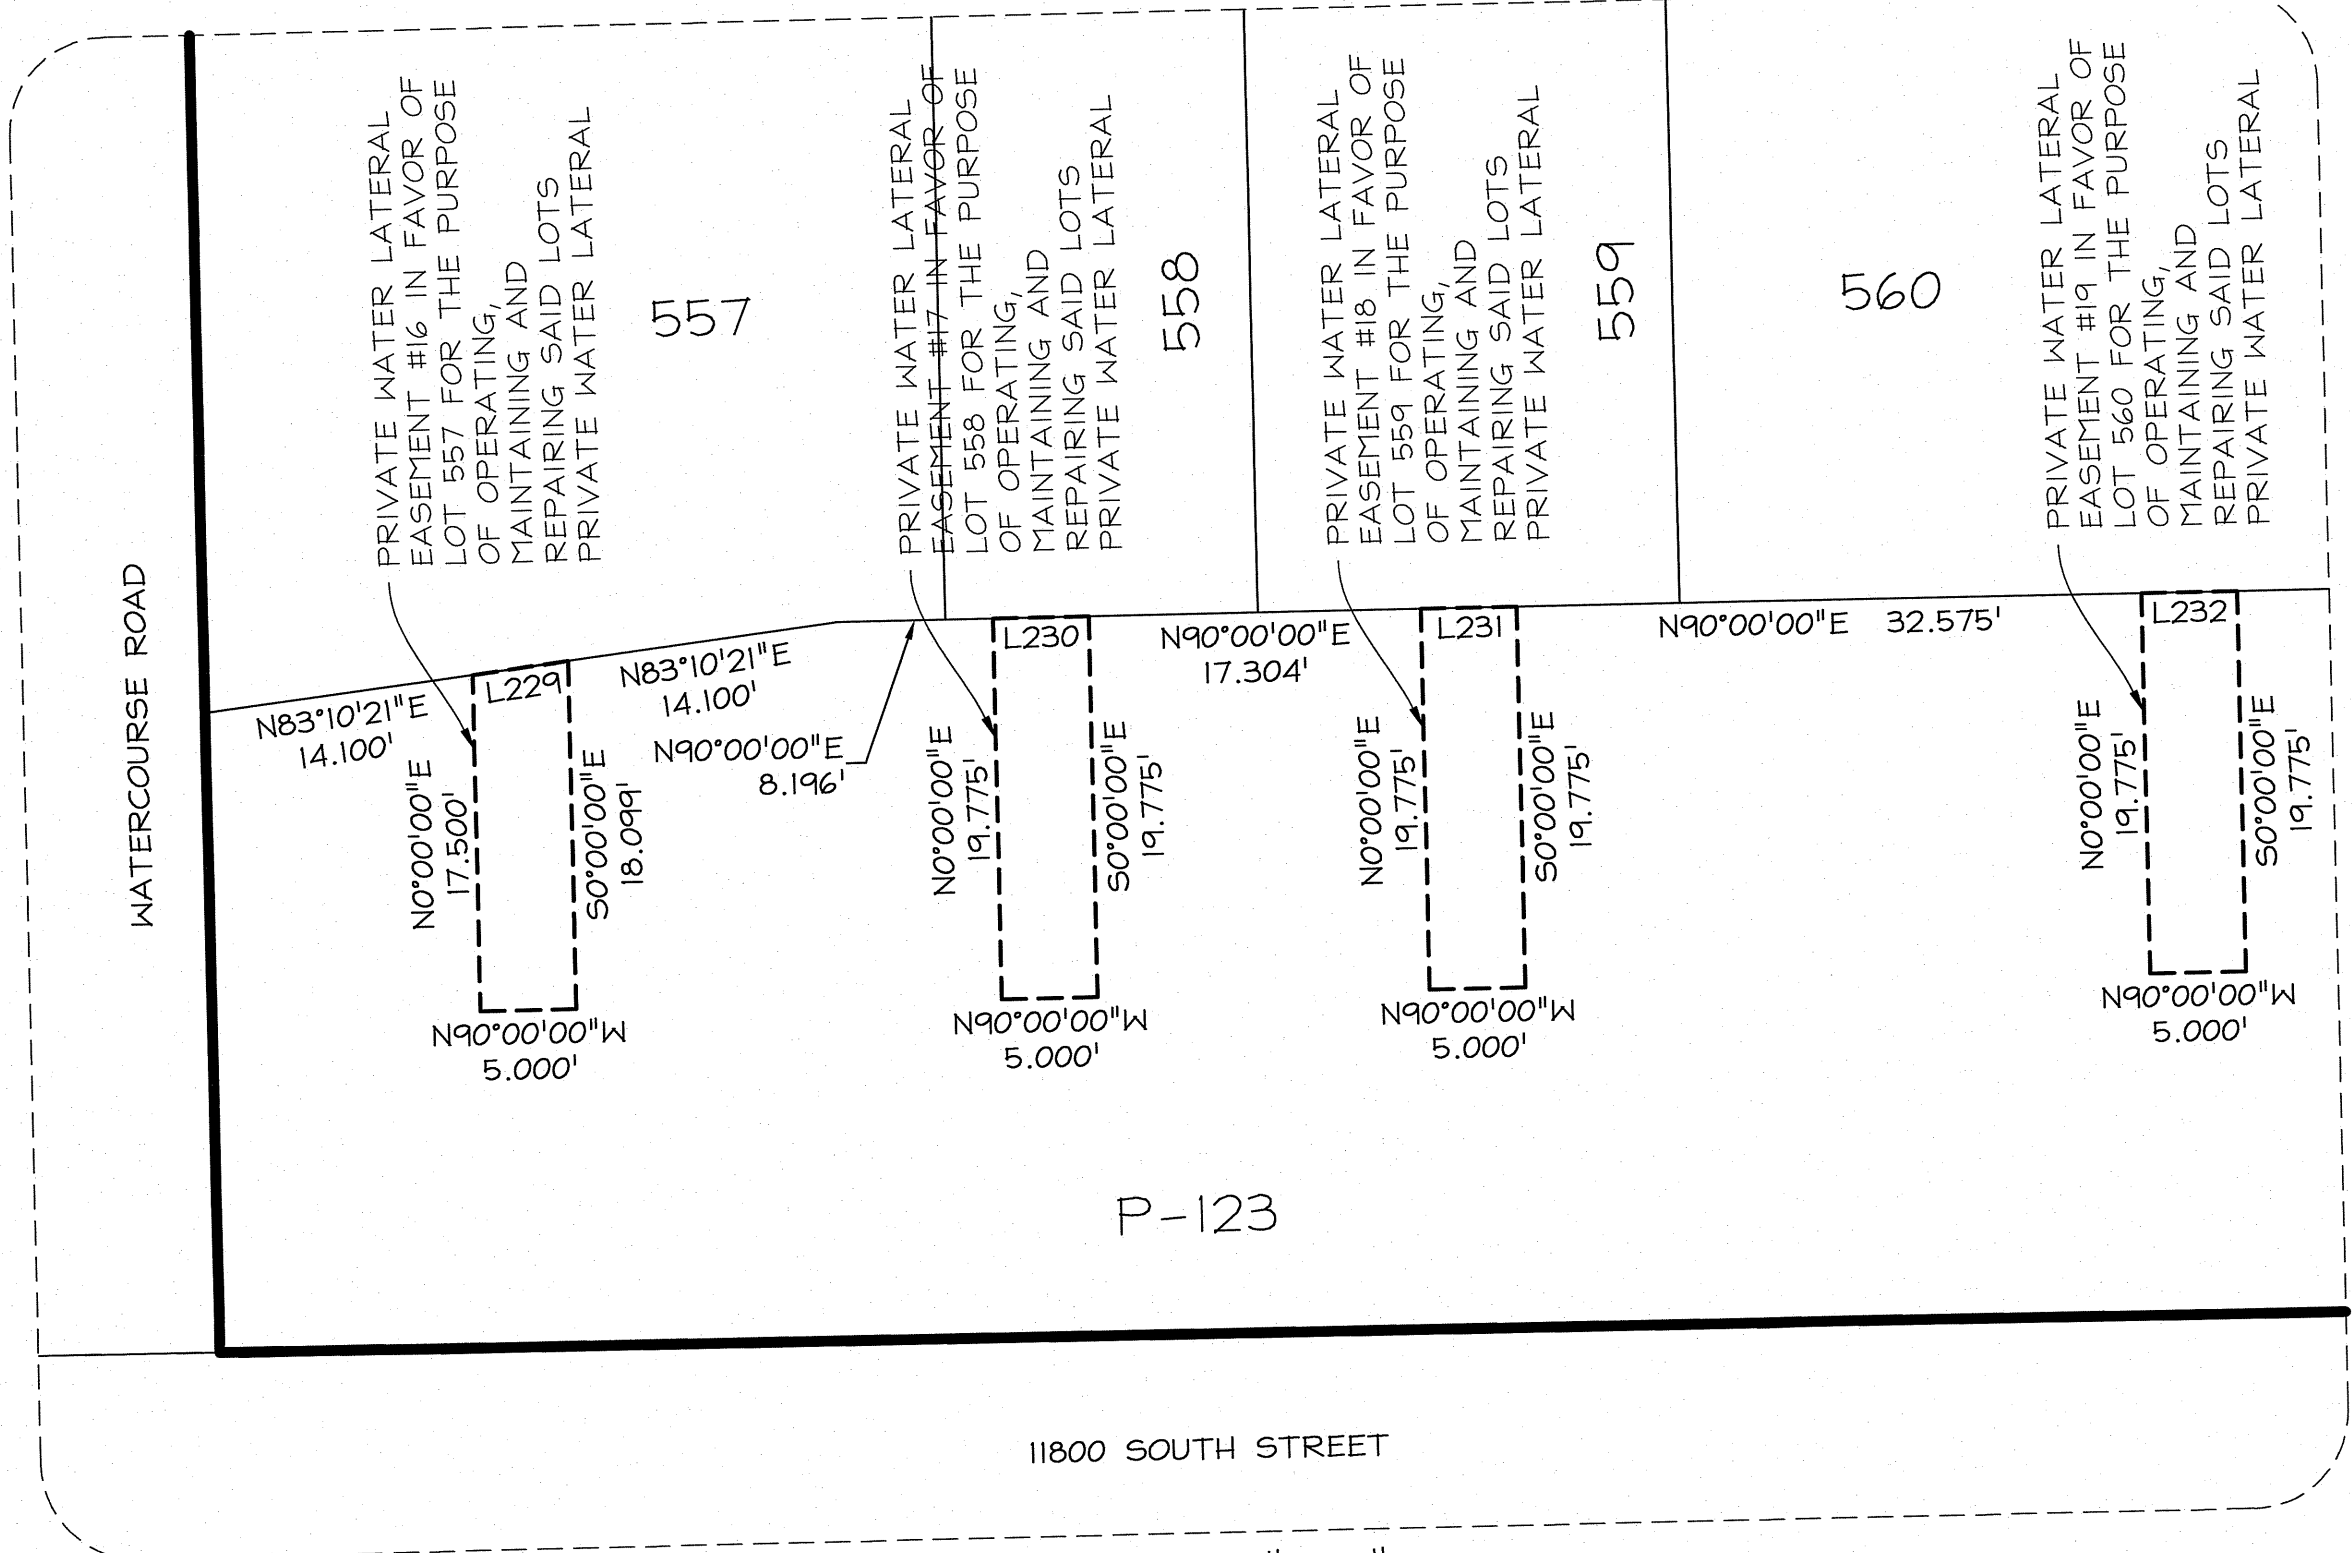 PRIVATE WATER LATERAL
EASEMENT #16 IN FAVOR OF
LOT 557 FOR THE PURPOSE
OF OPERATING,
MAINTAINING AND
REPAIRING SAID LOTS
PRIVATE WATER LATERAL
557
PRIVATE WATER LATERAL
EASEMENT #17 IN FAVOR OF
LOT 558 FOR THE PURPOSE
OF OPERATING,
MAINTAINING AND
REPAIRING SAID LOTS
PRIVATE WATER LATERAL
558
PRIVATE WATER LATERAL
EASEMENT #18 IN FAVOR OF
LOT 559 FOR THE PURPOSE
OF OPERATING,
MAINTAINING AND
REPAIRING SAID LOTS
PRIVATE WATER LATERAL
559
560
PRIVATE WATER LATERAL
EASEMENT #19 IN FAVOR OF
LOT 560 FOR THE PURPOSE
OF OPERATING,
MAINTAINING AND
REPAIRING SAID LOTS
PRIVATE WATER LATERAL
WATERCOURSE ROAD
N83°10'21"E
14.100'
L229
N83°10'21"E
14.100'
N90°00'00"E
8.196'
L230
N90°00'00"E
17.304'
L231
N90°00'00"E 32.575'
L232
N0°00'00"E
17.500'
S0°00'00"E
18.099'
N0°00'00"E
19.775'
S0°00'00"E
19.775'
N0°00'00"E
19.775'
S0°00'00"E
19.775'
N0°00'00"E
19.775'
S0°00'00"E
19.775'
N90°00'00"W
5.000'
N90°00'00"W
5.000'
N90°00'00"W
5.000'
N90°00'00"W
5.000'
P-123
11800 SOUTH STREET